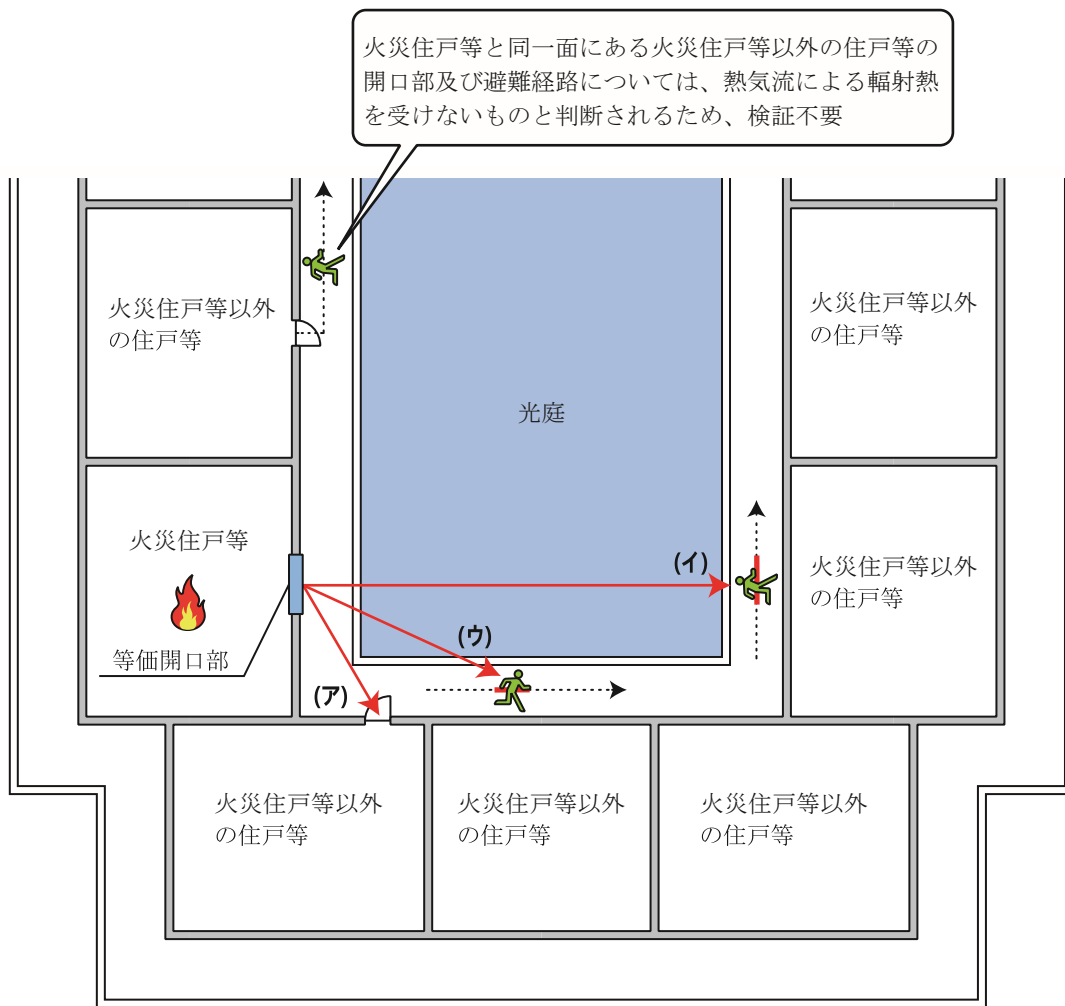 火災住戸等と同一面にある火災住戸等以外の住戸等の
開口部及び避難経路については、熱気流による輻射熱
を受けないものと判断されるため、検証不要
火災住戸等以外
の住戸等
火災住戸等以外
の住戸等
光庭
火災住戸等
(イ)
火災住戸等以外
の住戸等
(ウ)
等価開口部
(ア)
火災住戸等以外
の住戸等
火災住戸等以外
の住戸等
火災住戸等以外
の住戸等